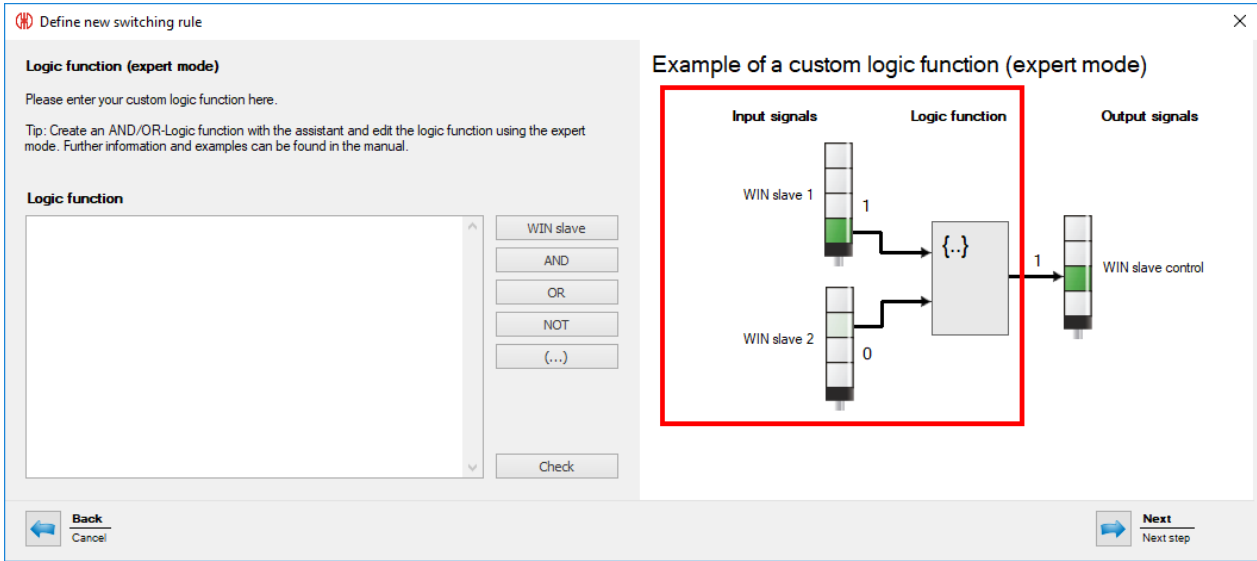 Define new switching rule
Logic function (expert mode)
Please enter your custom logic function here.
Tip: Create an AND/OR-Logic function with the assistant and edit the logic function using the expert
mode. Further information and examples can be found in the manual.
Logic function
WIN slave
AND
OR
NOT
(...)
Check
Example of a custom logic function (expert mode)
Input signals Logic function Output signals
WIN slave 1
1
{..}
1
WIN slave control
WIN slave 2
0
Back
Cancel
Next
Next step